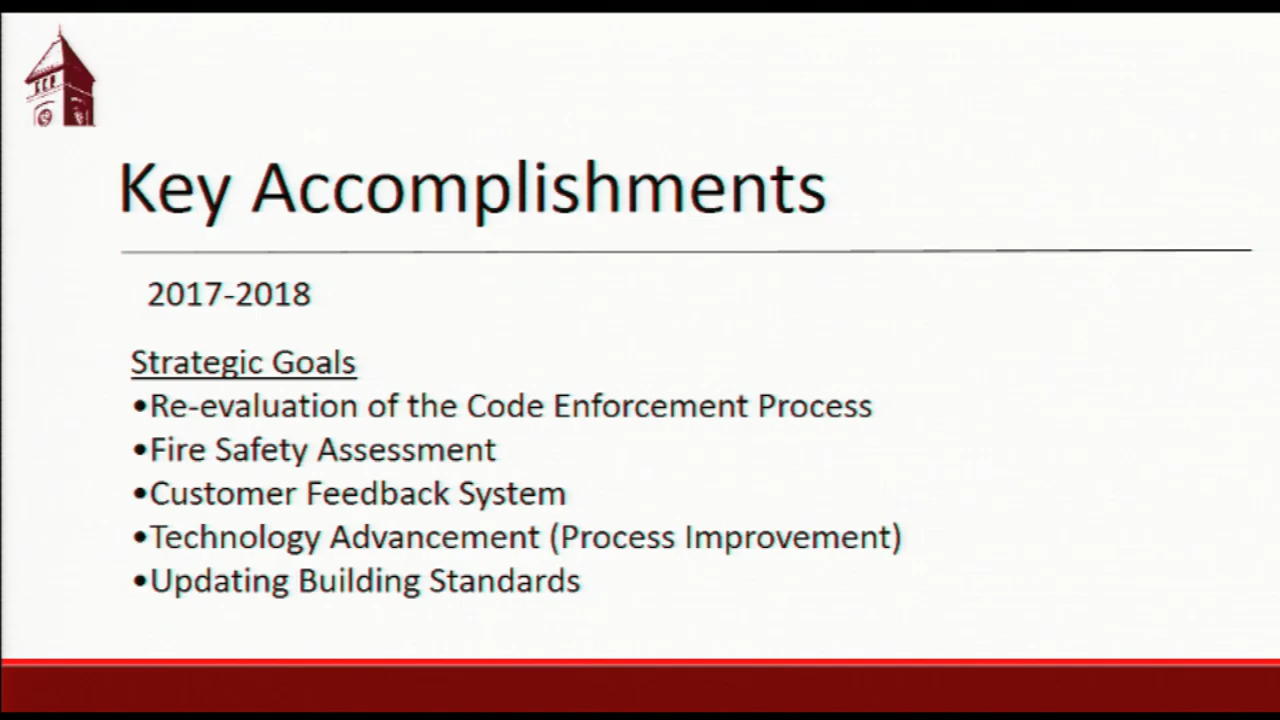 Key Accomplishments
2017-2018
Strategic Goals
•Re-evaluation of the Code Enforcement Process
•Fire Safety Assessment
•Customer Feedback System
•Technology Advancement (Process Improvement)
•Updating Building Standards